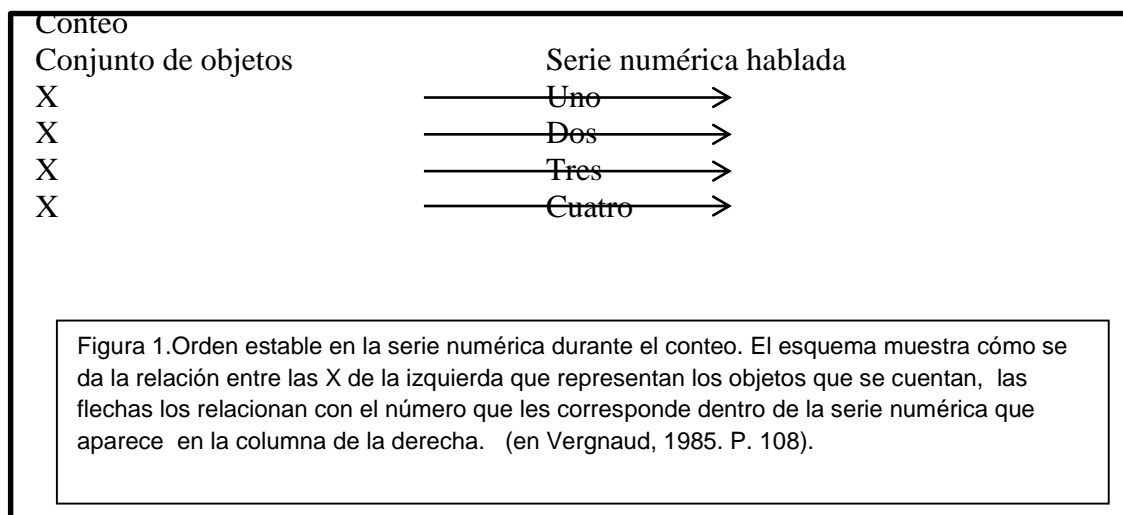 Conteo
Conjunto de objetos Serie numérica hablada
X Uno
X Dos
X Tres
X Cuatro
Figura 1.Orden estable en la serie numérica durante el conteo. El esquema muestra cómo se
da la relación entre las X de la izquierda que representan los objetos que se cuentan, las
flechas los relacionan con el número que les corresponde dentro de la serie numérica que
aparece en la columna de la derecha. (en Vergnaud, 1985. P. 108).